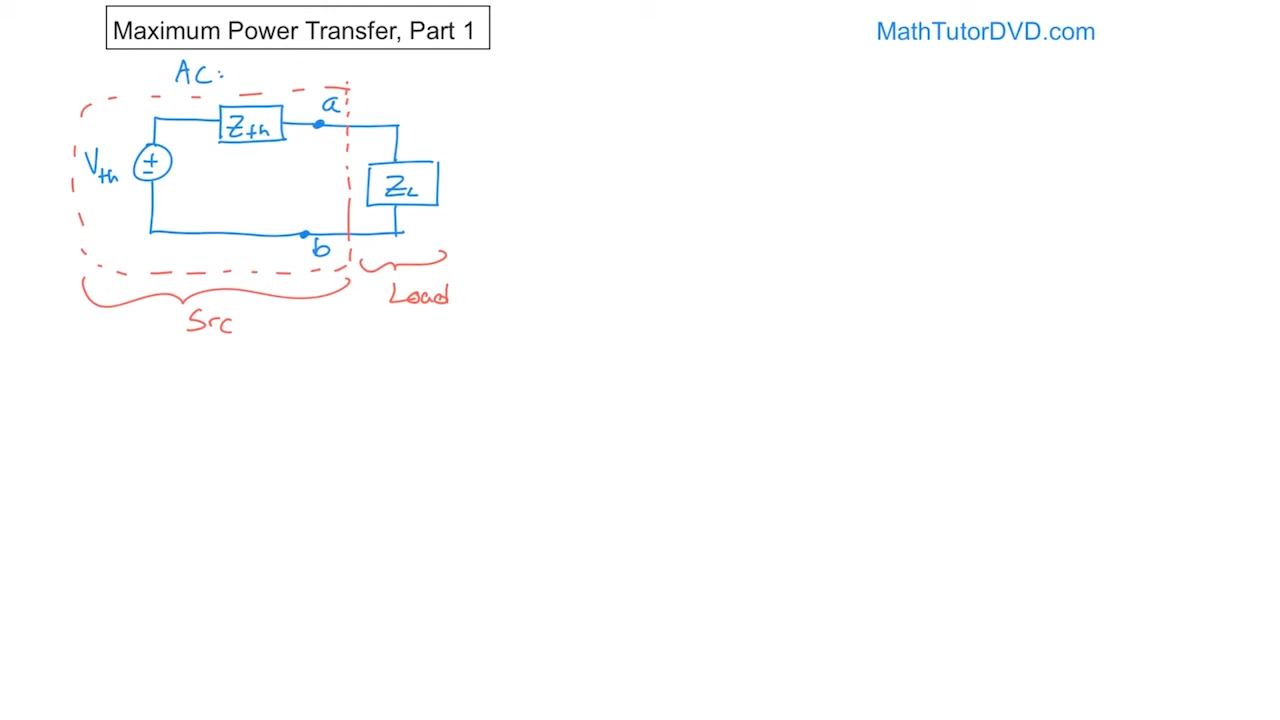 Maximum Power Transfer, Part 1
MathTutorDVD.com
AC:
a
Zth
Vth
+
-
ZL
b
Load
Src